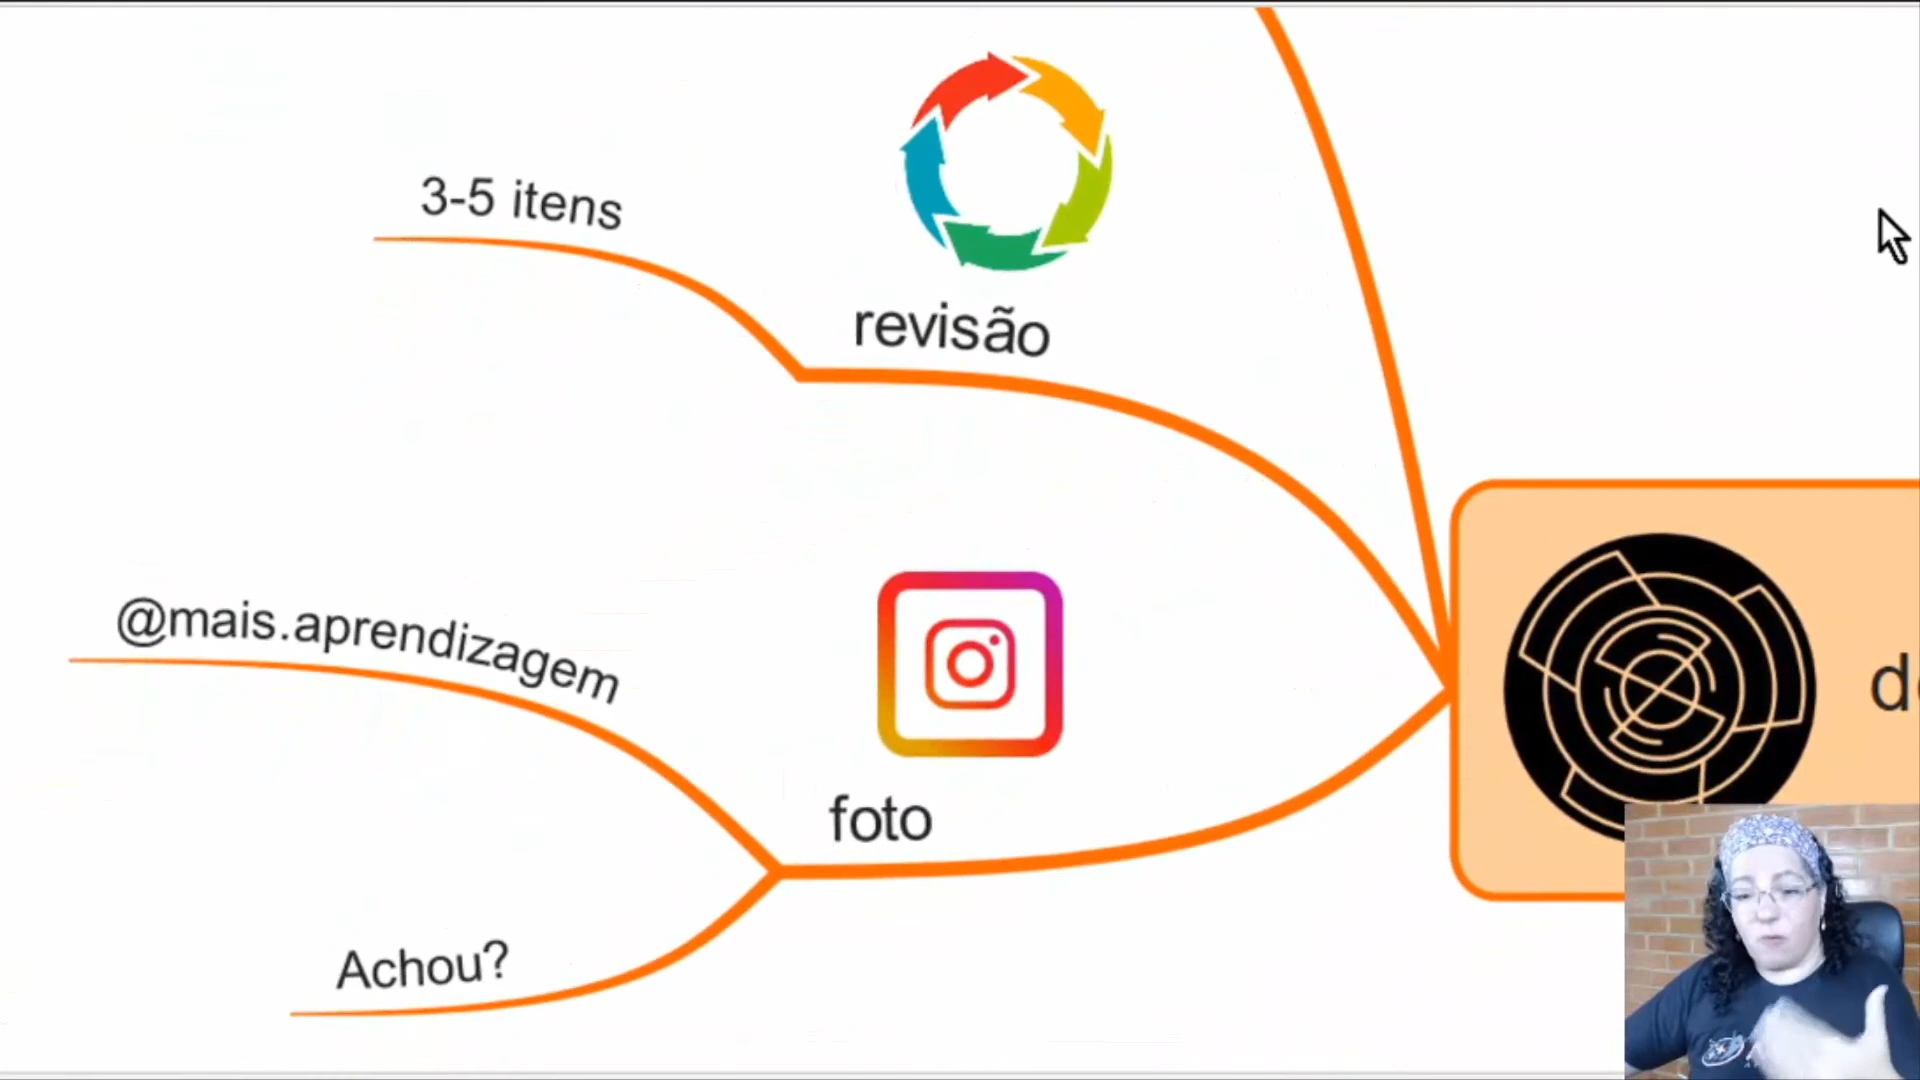 3-5 itens
revisão
@mais.aprendizagem
foto
Achou?